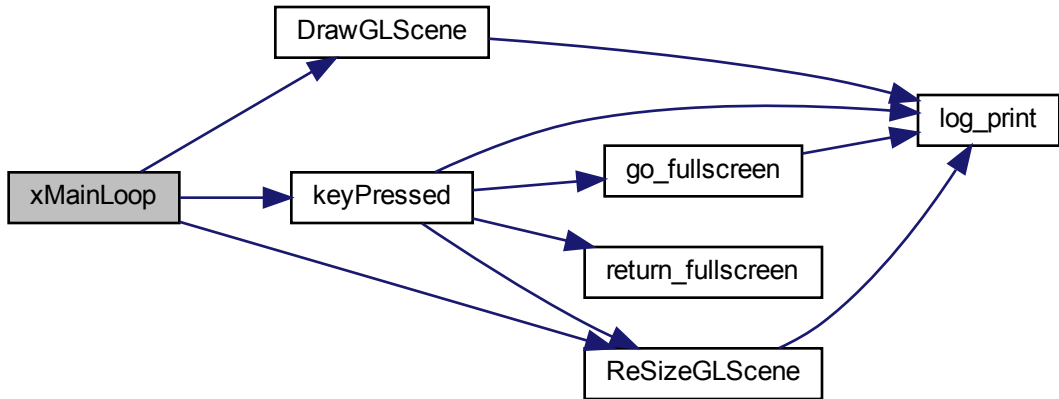 DrawGLScene
log_print
go_fullscreen
xMainLoop
keyPressed
return_fullscreen
ReSizeGLScene